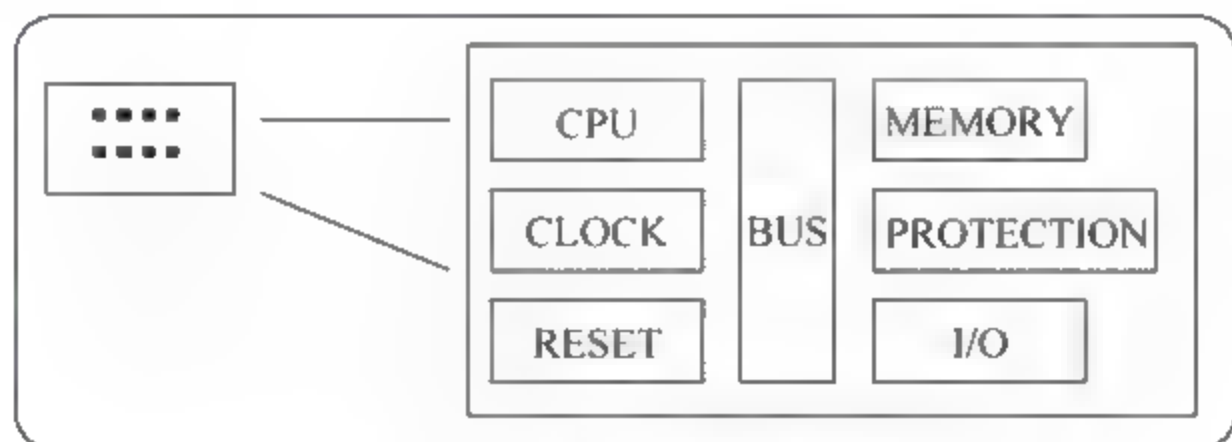 CPU
MEMORY
CLOCK
BUS
PROTECTION
RESET
I/O